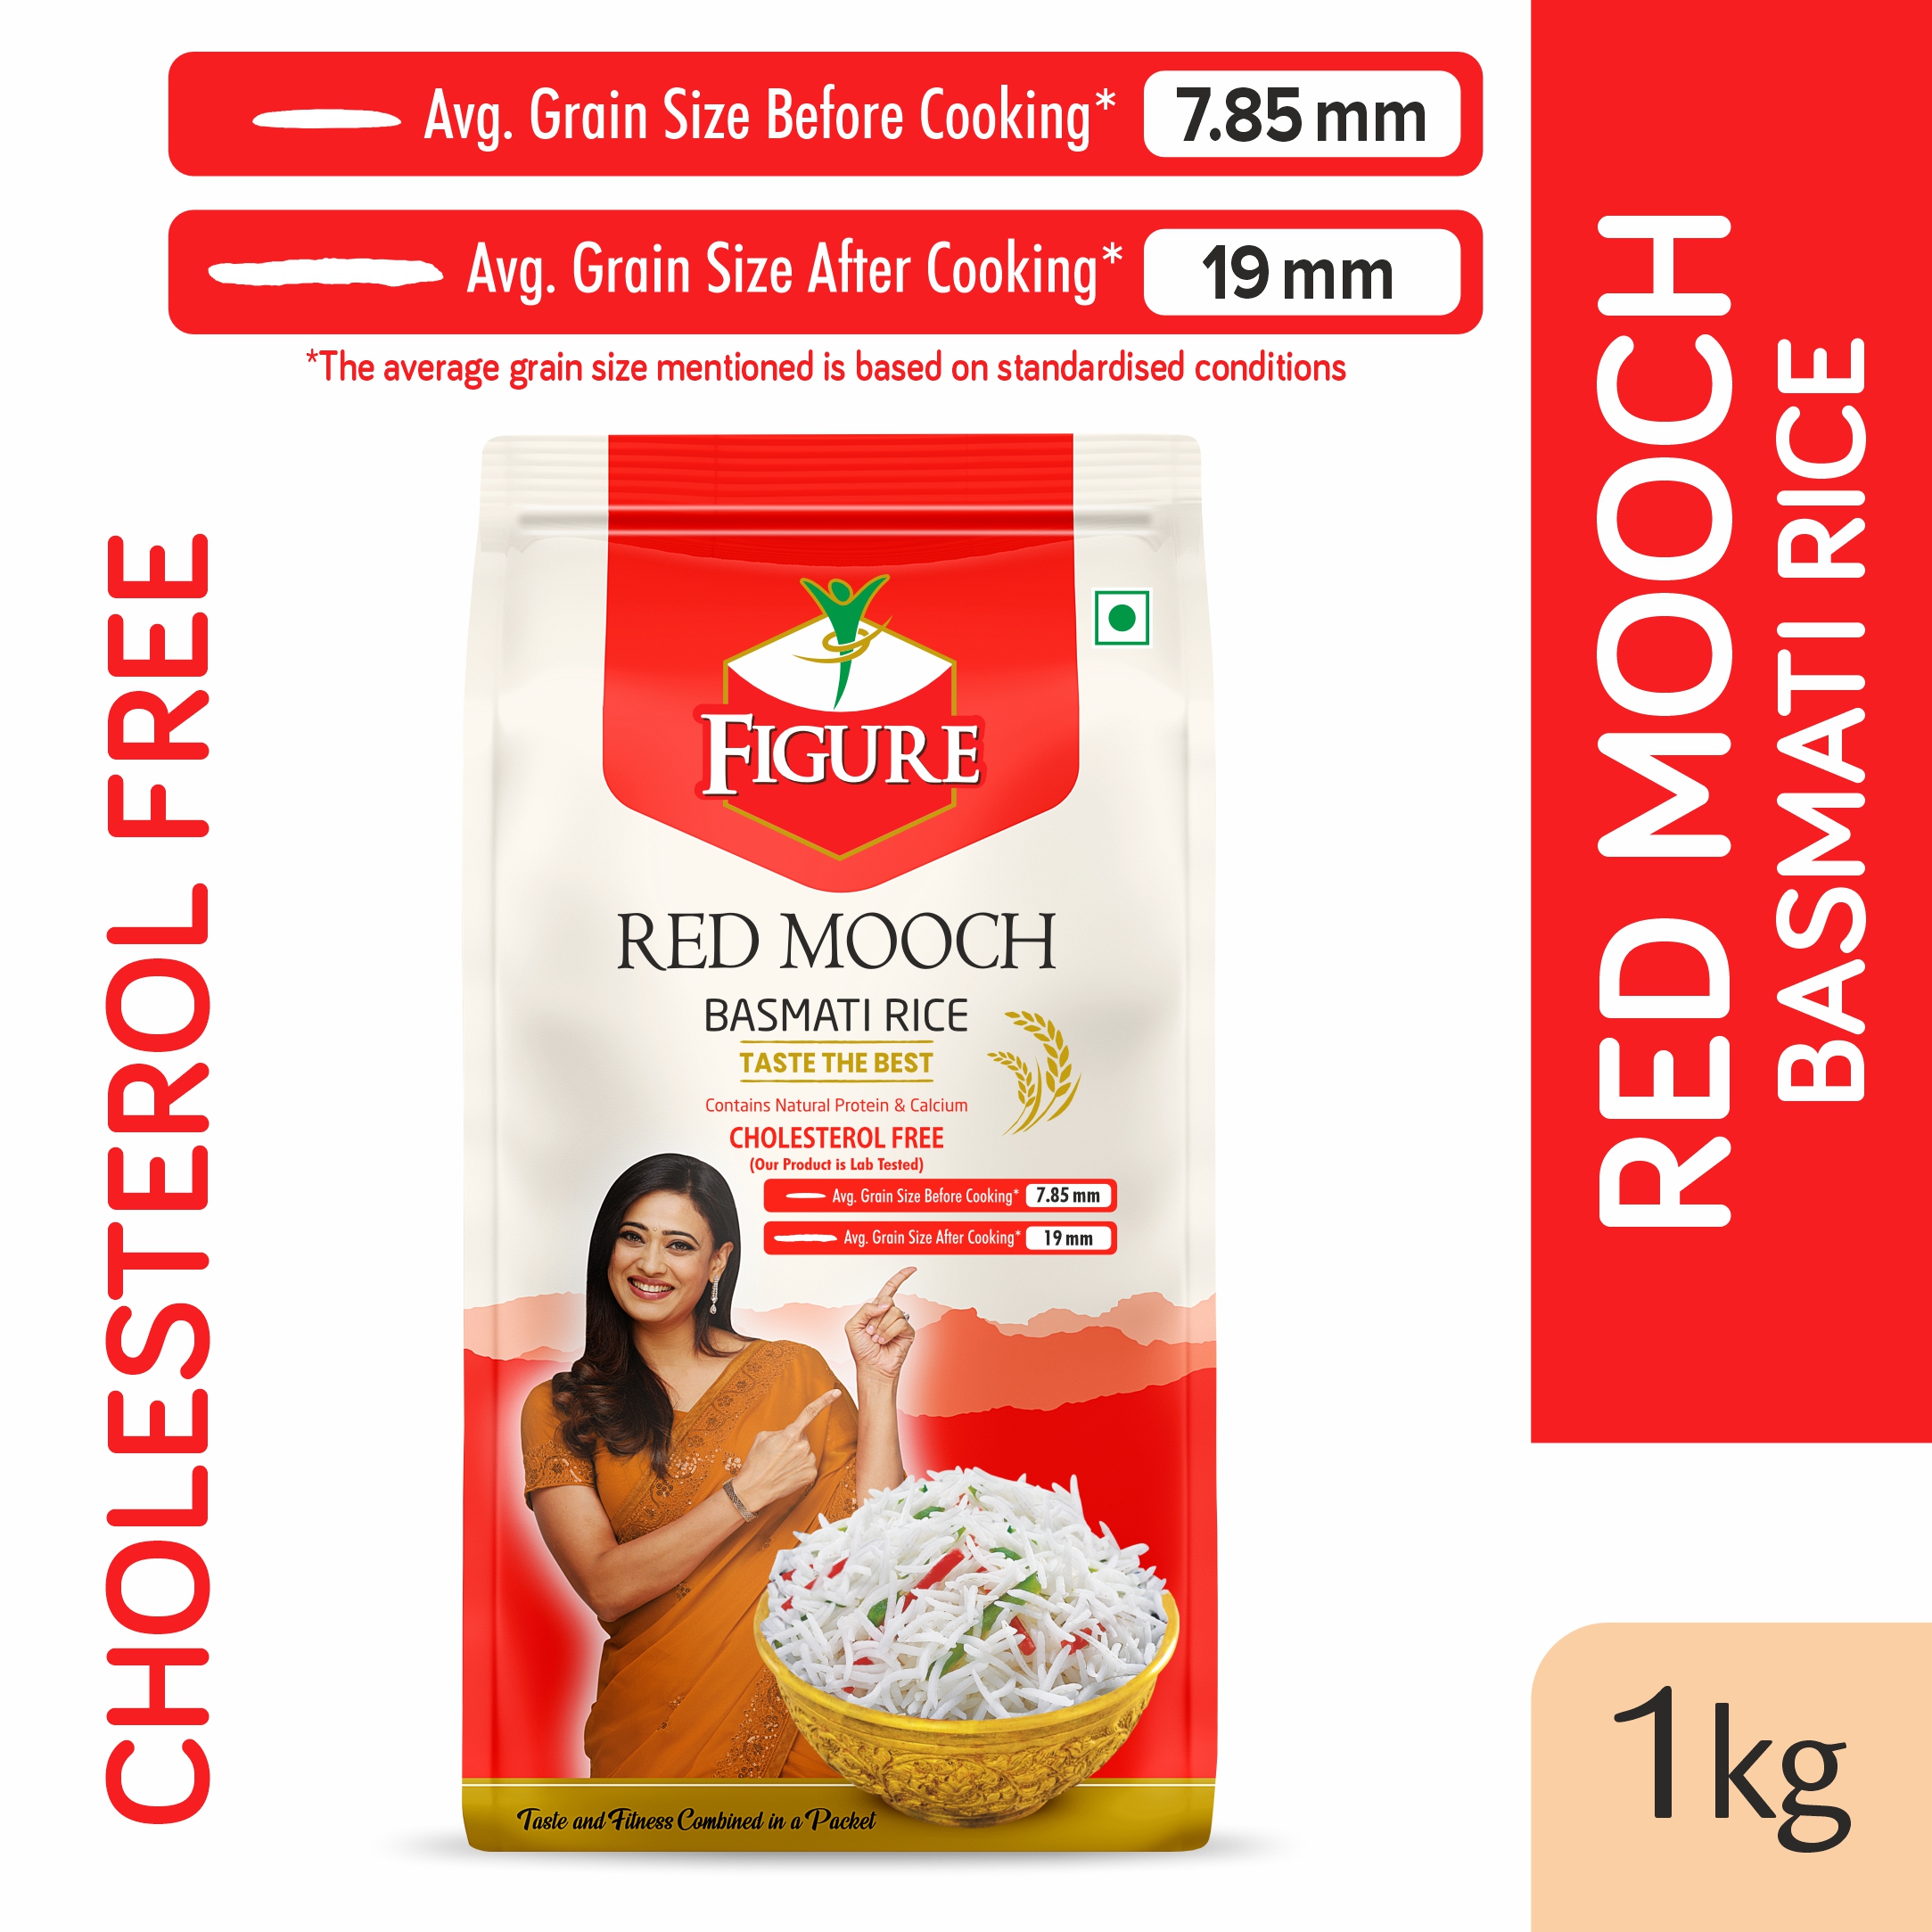 Avg. Grain Size Before Cooking* 7.85 mm
Avg. Grain Size After Cooking* 19 mm
*The average grain size mentioned is based on standardised conditions
CHOLESTEROL FREE
FIGURE
RED MOOCH
BASMATI RICE
TASTE THE BEST
Contains Natural Protein & Calcium
CHOLESTEROL FREE
(Our Product is Lab Tested)
Avg. Grain Size Before Cooking* 7.85 mm
Avg. Grain Size After Cooking* 19 mm
Taste and Fitness Combined in a Packet
RED MOOCH
BASMATI RICE
1kg